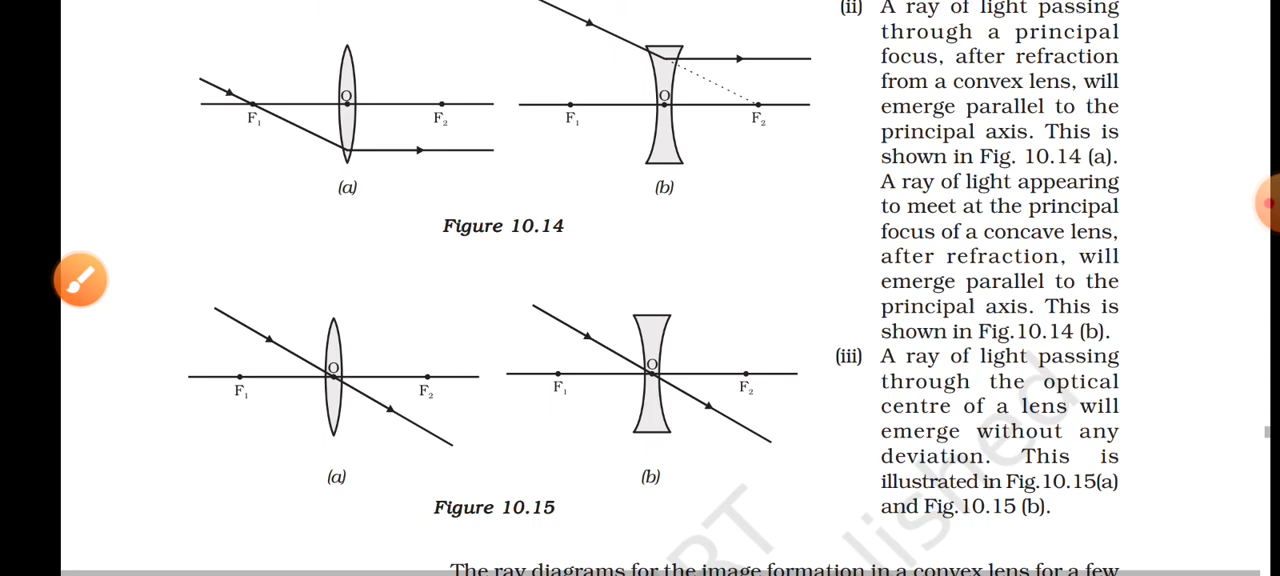 (ii) A ray of light passing
through a principal
focus, after refraction
from a convex lens, will
emerge parallel to the
principal axis. This is
shown in Fig. 10.14 (a).
A ray of light appearing
to meet at the principal
focus of a concave lens,
after refraction, will
emerge parallel to the
principal axis. This is
shown in Fig.10.14 (b).
(iii) A ray of light passing
through the optical
centre of a lens will
emerge without any
deviation. This is
illustrated in Fig.10.15(a)
and Fig.10.15 (b).
O
F₁
F₂
(a)
O
F₁
F₂
(b)
Figure 10.14
O
F₁
F₂
(a)
O
F₁
F₂
(b)
Figure 10.15
The ray diagrams for the image formation in a convex lens for a few